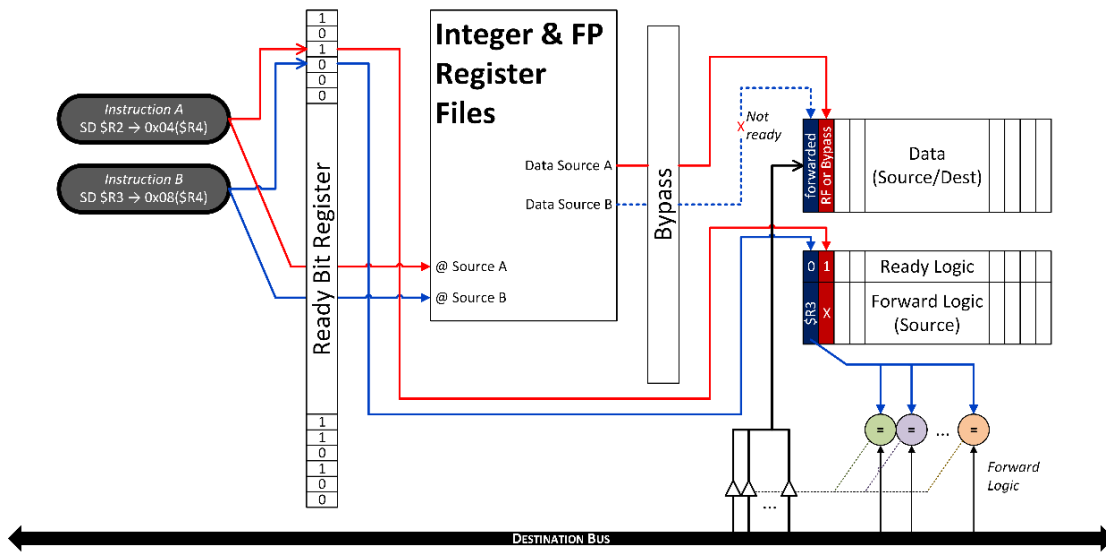 1
0
1
0
0
0
Integer & FP
Register
Files
Instruction A
SD $R2 → 0x04($R4)
Instruction B
SD $R3 → 0x08($R4)
Ready Bit Register
Data Source A
Data Source B
@ Source A
@ Source B
Bypass
X Not
ready
forwarded
RF or Bypass
Data
(Source/Dest)
0
1
Ready Logic
$R3
X
Forward Logic
(Source)
1
1
0
1
0
0
=
=
...
=
Forward
Logic
...
DESTINATION BUS